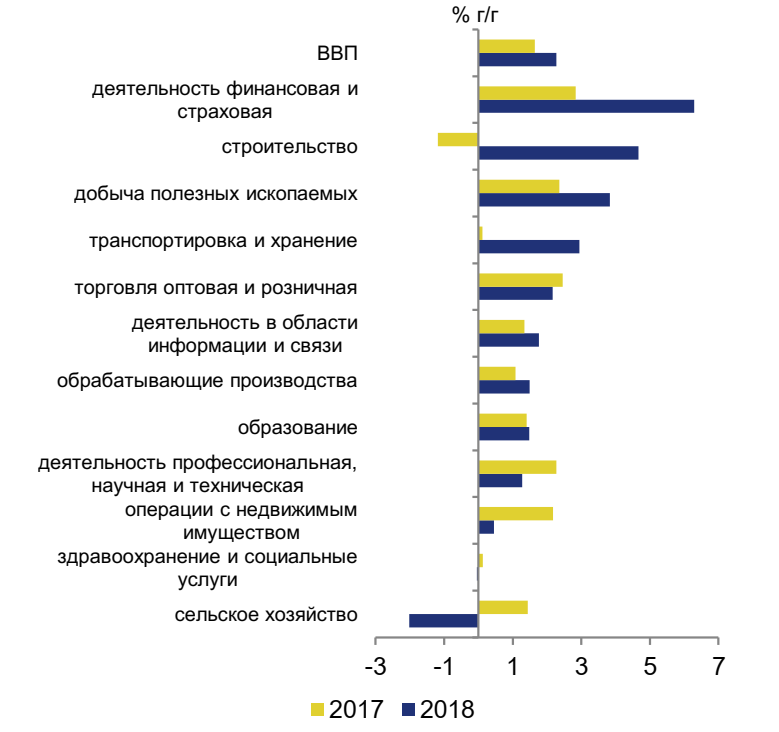 % г/г
ВВП
деятельность финансовая и
страховая
строительство
добыча полезных ископаемых
транспортировка и хранение
торговля оптовая и розничная
деятельность в области
информации и связи
обрабатывающие производства
образование
деятельность профессиональная,
научная и техническая
операции с недвижимым
имуществом
здравоохранение и социальные
услуги
сельское хозяйство
-3 -1 1 3 5 7
2017 2018